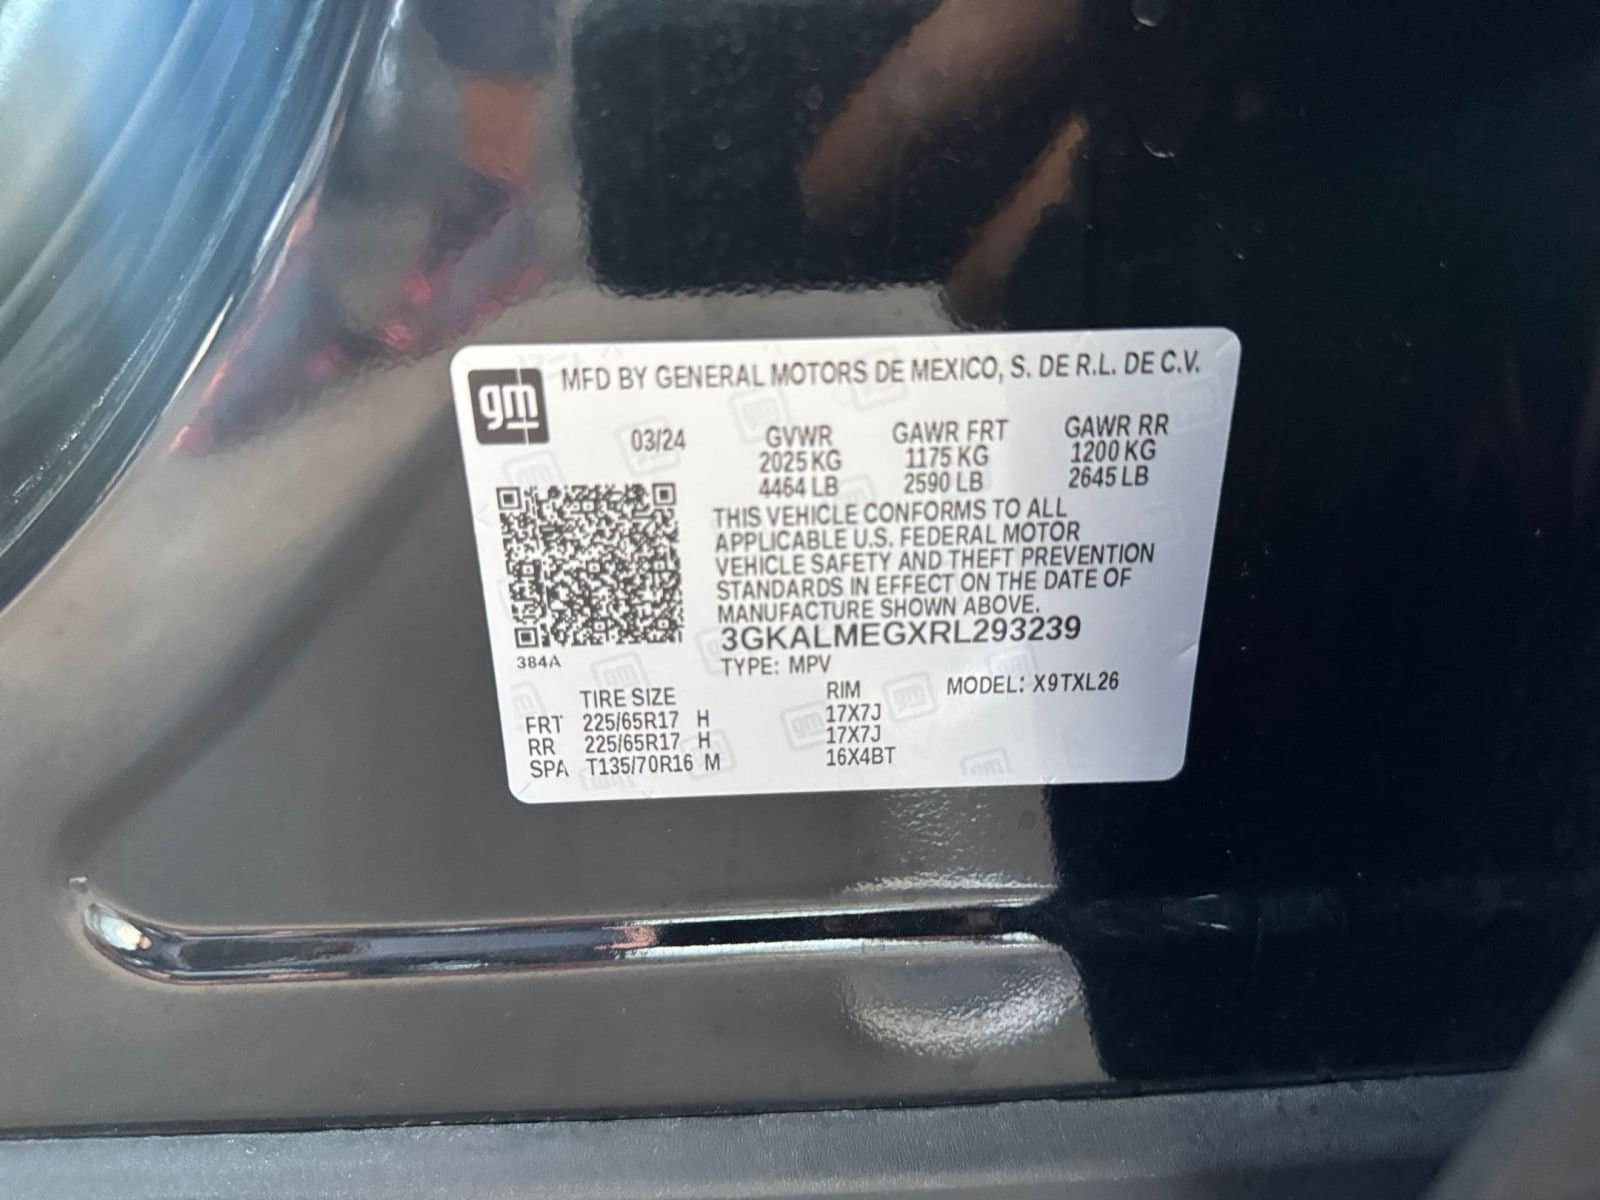 gm
MFD BY GENERAL MOTORS DE MEXICO, S. DE R.L. DE C.V.
03/24 GVWR GAWR FRT GAWR RR
2025 KG 1175 KG 1200 KG
4464 LB 2590 LB 2645 LB
THIS VEHICLE CONFORMS TO ALL
APPLICABLE U.S. FEDERAL MOTOR
VEHICLE SAFETY AND THEFT PREVENTION
STANDARDS IN EFFECT ON THE DATE OF
MANUFACTURE SHOWN ABOVE.
3GKALMEGXRL293239
384A
TYPE: MPV
TIRE SIZE RIM MODEL: X9TXL26
FRT 225/65R17 H 17X7J
RR 225/65R17 H 17X7J
SPA T135/70R16 M 16X4BT